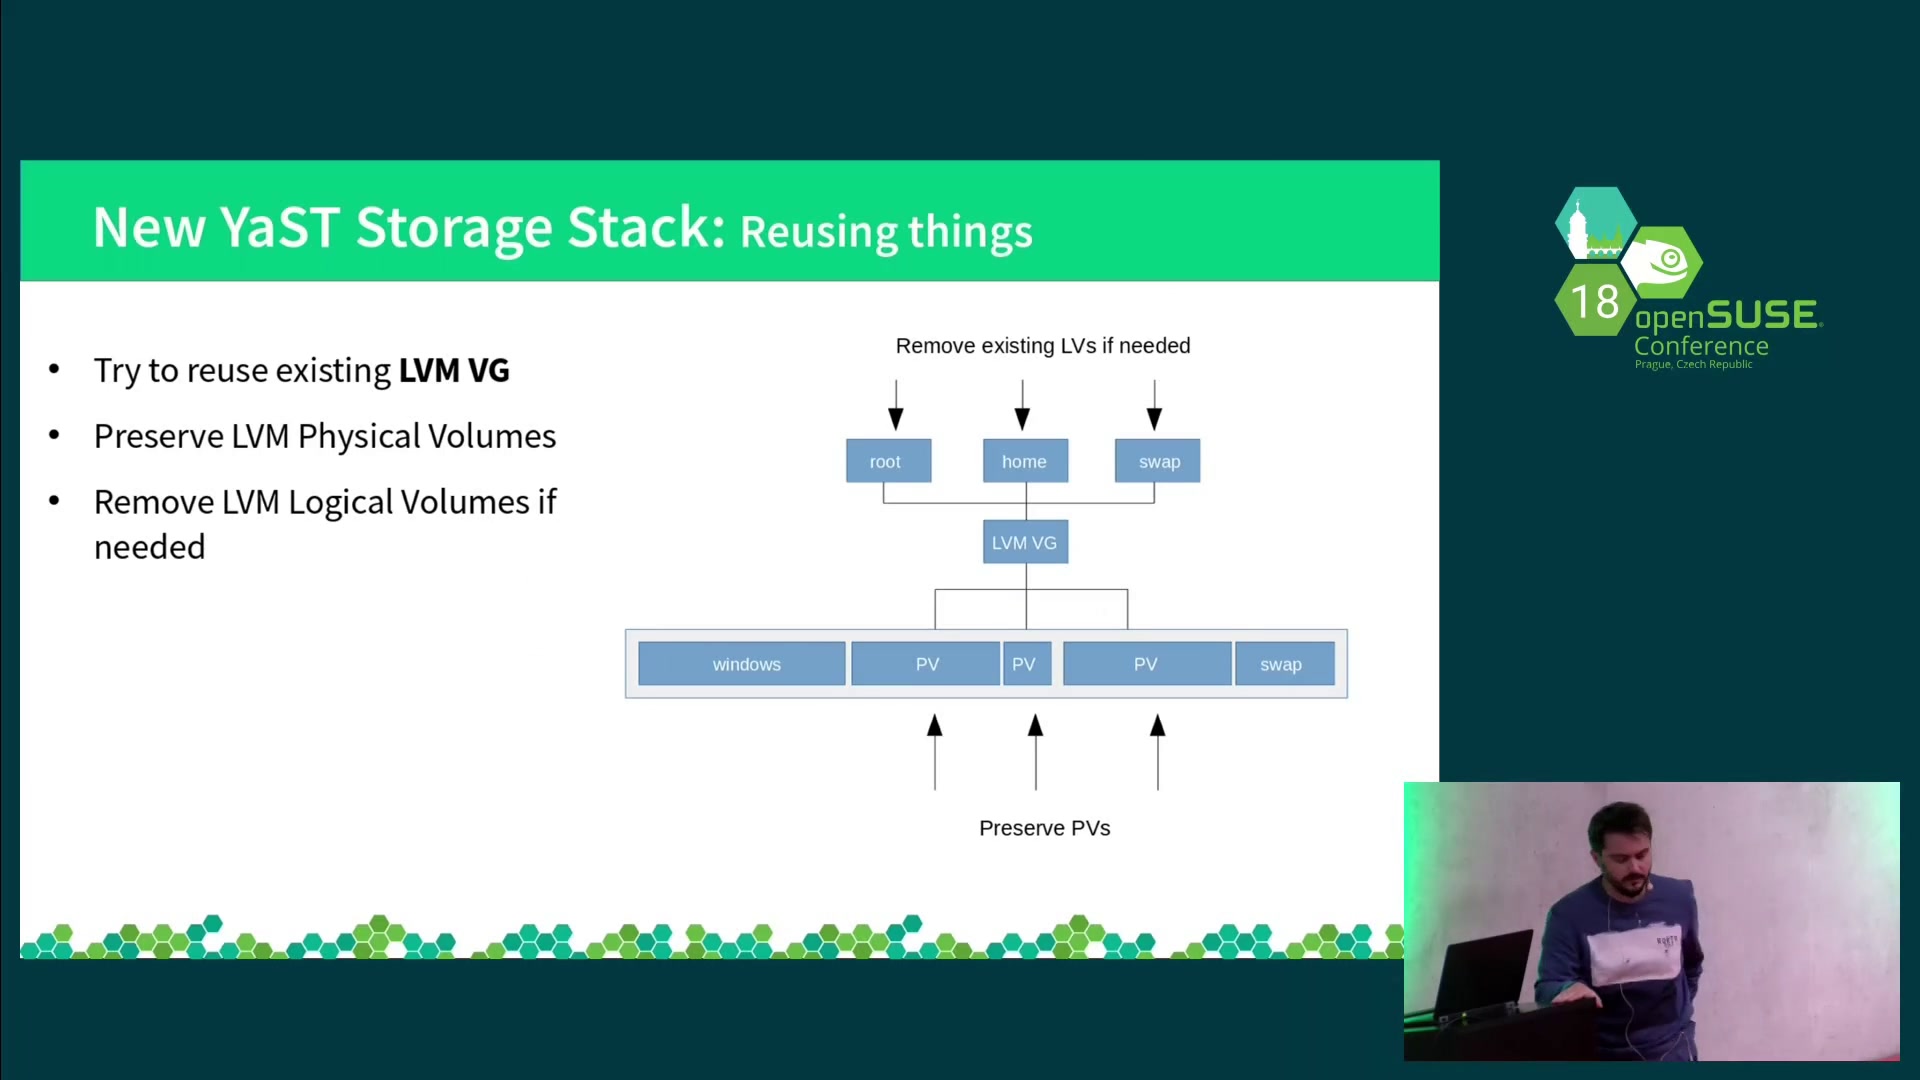 New YaST Storage Stack: Reusing things
• Try to reuse existing LVM VG
• Preserve LVM Physical Volumes
• Remove LVM Logical Volumes if
needed
Remove existing LVs if needed
root home swap
LVM VG
windows PV PV PV swap
Preserve PVs
18
openSUSE
Conference
Prague, Czech Republic